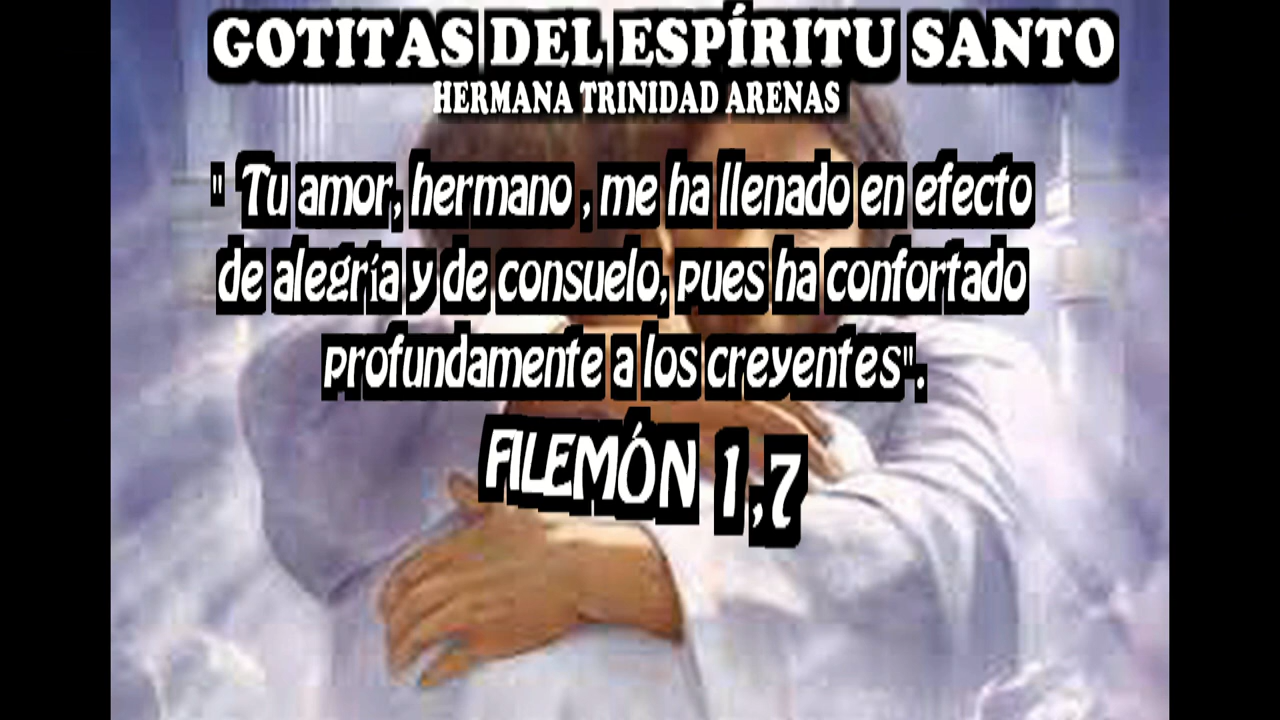 GOTITAS DEL ESPÍRITU SANTO
HERMANA TRINIDAD ARENAS
" Tu amor, hermano , me ha llenado en efecto
de alegría y de consuelo, pues ha confortado
profundamente a los creyentes".
FILEMÓN 1,7